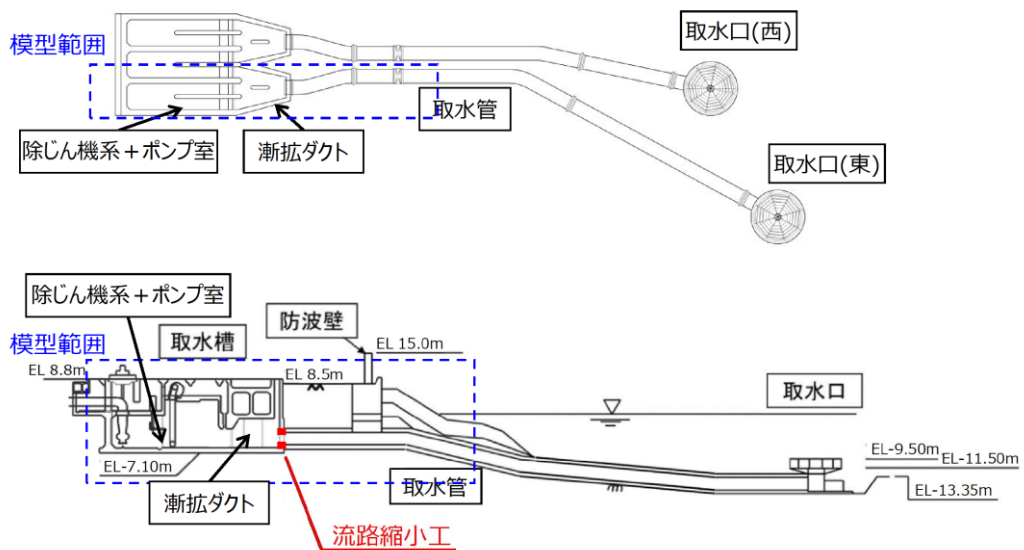 模型範囲
取水口(西)
取水管
除じん機系＋ポンプ室
漸拡ダクト
取水口(東)
除じん機系＋ポンプ室
模型範囲
取水槽
防波壁
EL 15.0m
EL 8.8m
EL 8.5m
取水口
EL-9.50m
EL-11.50m
EL-7.10m
取水管
EL-13.35m
漸拡ダクト
流路縮小工